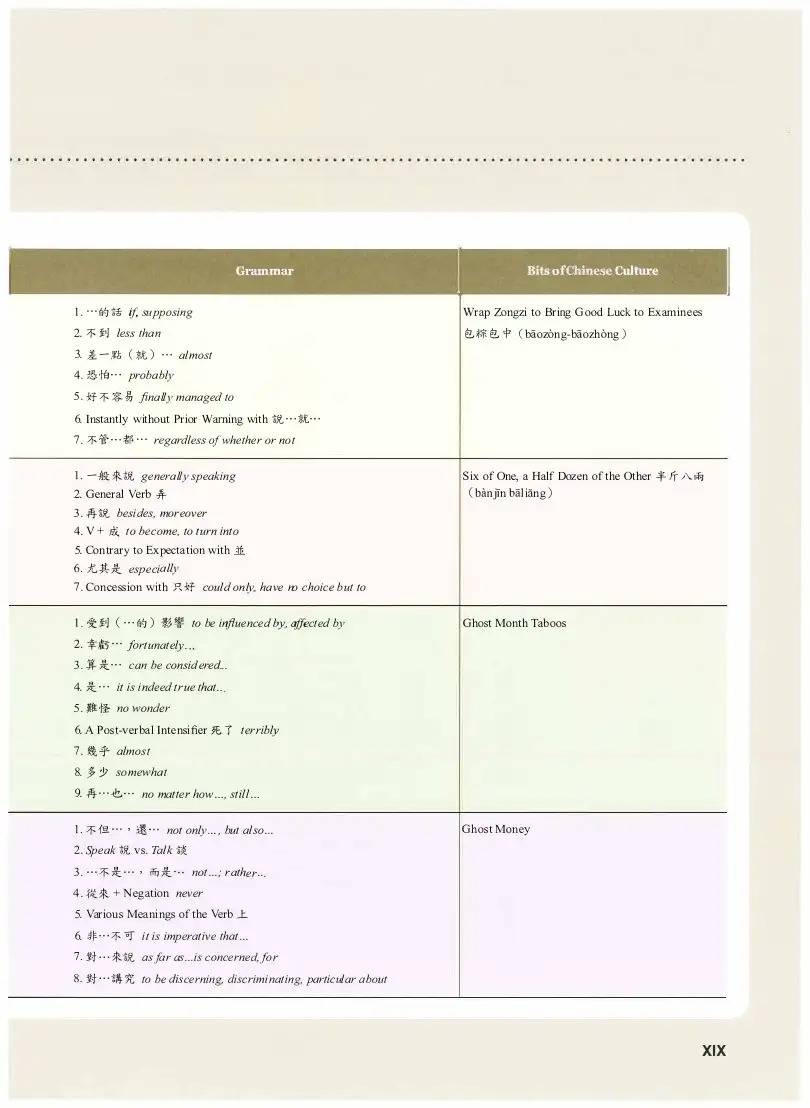 Grammar
Bits of Chinese Culture
1. …的話 if, supposing
2. 不到 less than
3. 差一點（就）… almost
4. 恐怕… probably
5. 好不容易 finally managed to
6. Instantly without Prior Warning with 說…就…
7. 不管…都… regardless of whether or not
Wrap Zongzi to Bring Good Luck to Examinees
包粽包中（bāozòng-bāozhòng）
1. 一般來說 generally speaking
2. General Verb 弄
3. 再說 besides, moreover
4. V + 成 to become, to turn into
5. Contrary to Expectation with 並
6. 尤其是 especially
7. Concession with 只好 could only, have no choice but to
Six of One, a Half Dozen of the Other 半斤八兩
（bànjīn bāliǎng）
1. 受到（…的）影響 to be influenced by, affected by
2. 幸虧… fortunately...
3. 算是… can be considered...
4. 是… it is indeed true that...
5. 難怪 no wonder
6. A Post-verbal Intensifier 死了 terribly
7. 幾乎 almost
8. 多少 somewhat
9. 再…也… no matter how..., still...
Ghost Month Taboos
1. 不但…，還… not only..., but also...
2. Speak 說 vs. Talk 談
3. …不是…，而是… not...; rather...
4. 從來 + Negation never
5. Various Meanings of the Verb 上
6. 非…不可 it is imperative that...
7. 對…來說 as far as...is concerned, for
8. 對…講究 to be discerning, discriminating, particular about
Ghost Money
XIX